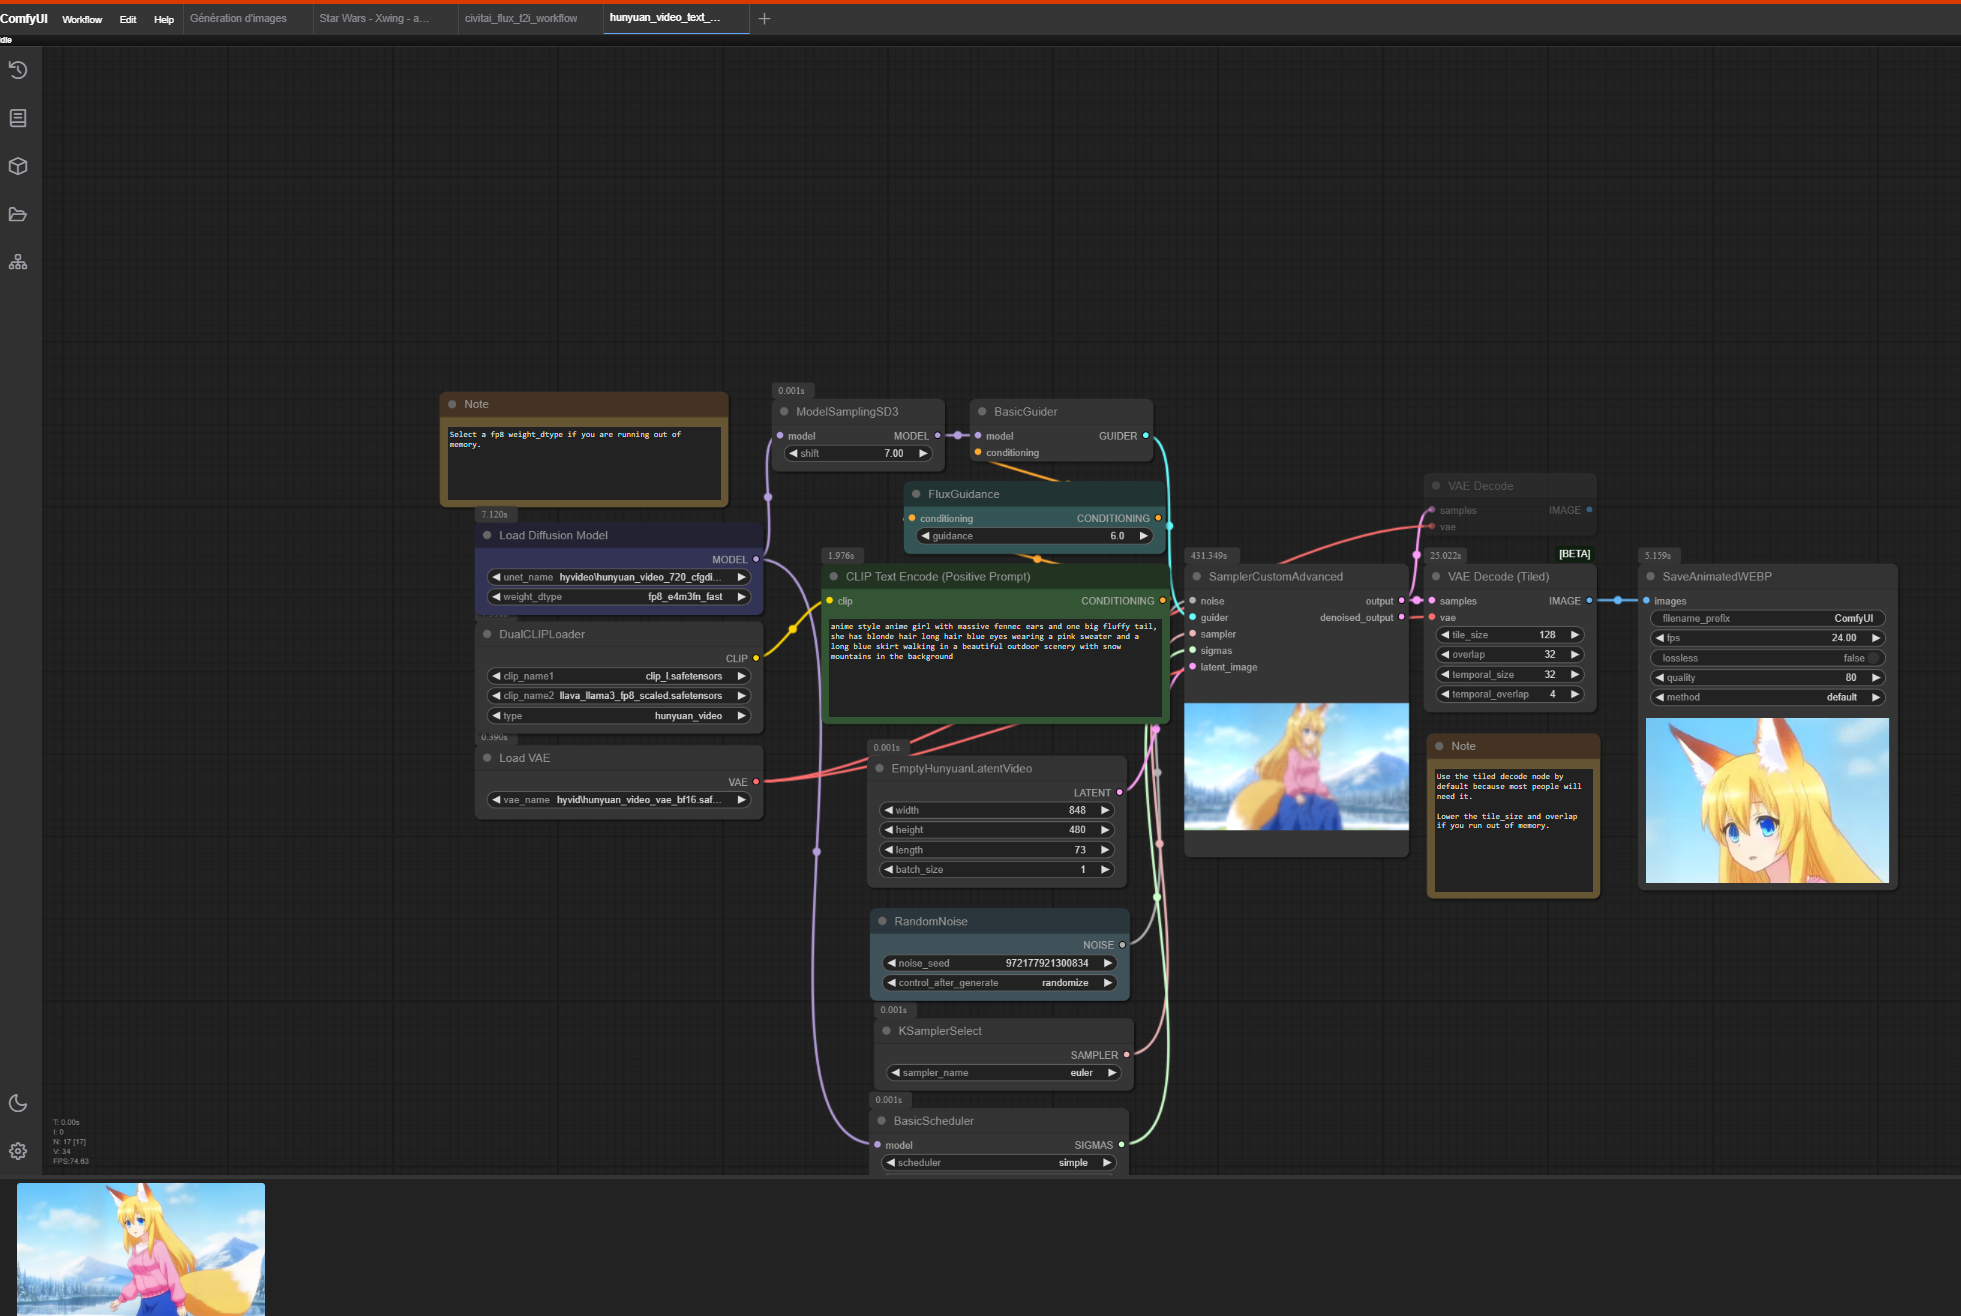 ComfyUI Workflow Edit Help Génération d'images Star Wars - Xwing - a... civitai_flux_t2i_workflow hunyuan_video_text_...
Idle
Note
Select a fp8 weight_dtype if you are running out of
memory.
7.120s
Load Diffusion Model
MODEL
unet_name hyvideo\hunyuan_video_720_cfgdi...
weight_dtype fp8_e4m3fn_fast
DualCLIPLoader
CLIP
clip_name1 clip_l.safetensors
clip_name2 llava_llama3_fp8_scaled.safetensors
type hunyuan_video
0.390s
Load VAE
VAE
vae_name hyvid\hunyuan_video_vae_bf16.saf...
0.001s
ModelSamplingSD3
model MODEL
shift 7.00
BasicGuider
model GUIDER
conditioning
FluxGuidance
conditioning CONDITIONING
guidance 6.0
1.976s
CLIP Text Encode (Positive Prompt)
clip CONDITIONING
anime style anime girl with massive fennec ears and one big fluffy tail,
she has blonde hair long hair blue eyes wearing a pink sweater and a
long blue skirt walking in a beautiful outdoor scenery with snow
mountains in the background
0.001s
EmptyHunyuanLatentVideo
LATENT
width 848
height 480
length 73
batch_size 1
RandomNoise
NOISE
noise_seed 972177921300834
control_after_generate randomize
0.001s
KSamplerSelect
SAMPLER
sampler_name euler
0.001s
BasicScheduler
model SIGMAS
scheduler simple
431.349s
SamplerCustomAdvanced
noise output
guider denoised_output
sampler
sigmas
latent_image
VAE Decode
samples IMAGE
vae
25.022s [BETA]
VAE Decode (Tiled)
samples IMAGE
vae
tile_size 128
overlap 32
temporal_size 32
temporal_overlap 4
Note
Use the tiled decode node by
default because most people will
need it.
Lower the tile_size and overlap
if you run out of memory.
5.159s
SaveAnimatedWEBP
images
filename_prefix ComfyUI
fps 24.00
lossless false
quality 80
method default
T: 0.00s
I: 0
N: 17 [17]
V: 34
FPS:74.63